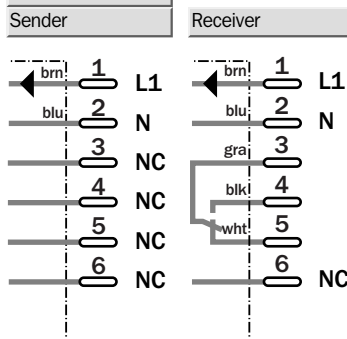 Sender Receiver
brn 1 L1 brn 1 L1
blu 2 N blu 2 N
3 NC gra 3
4 NC blk 4
5 NC wht 5
6 NC 6 NC